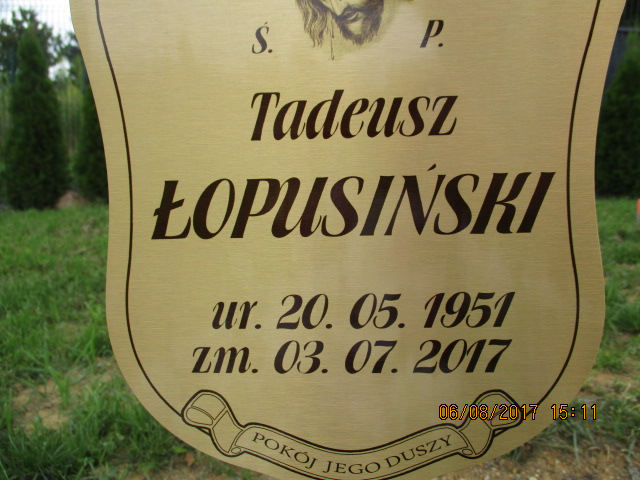 Ś. P.
Tadeusz
ŁOPUSIŃSKI
ur. 20. 05. 1951
zm. 03. 07. 2017
POKÓJ JEGO DUSZY
06/08/2017 15:11